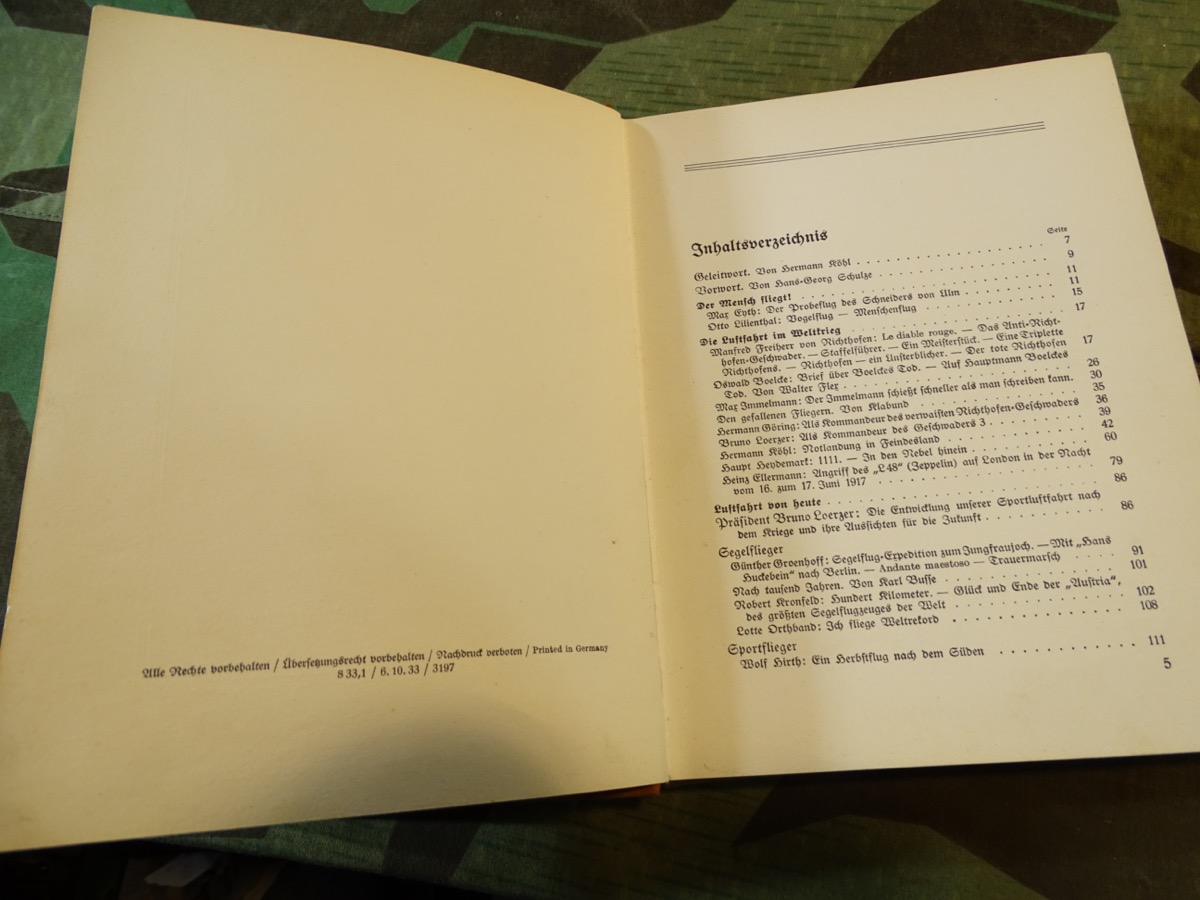 Alle Rechte vorbehalten / Übersetzungsrecht vorbehalten / Nachdruck verboten / Printed in Germany
8 33,1 / 6. 10. 33 / 3197
Inhaltsverzeichnis
Seite
Geleitwort. Von Hermann Köhl . . . . . . . . . . . . . 7
Vorwort. Von Hans-Georg Schulze . . . . . . . . . . . . 9
Der Mensch fliegt! . . . . . . . . . . . . . . . . . . 11
Max Eyth: Der Probeflug des Schneiders von Ulm . . . . . . 11
Otto Lilienthal: Vogelflug — Menschenflug . . . . . . . . . 15
Die Luftfahrt im Weltkrieg . . . . . . . . . . . . . . 17
Manfred Freiherr von Richthofen: Le diable rouge. — Das Anti-Richt-
hofen-Geschwader. — Staffelführer. — Ein Meisterstück. — Eine Triplette
Richthofens. — Richthofen — ein Unsterblicher. — Der tote Richthofen 17
Oswald Boelcke: Brief über Boelckes Tod. — Auf Hauptmann Boelckes
Tod. Von Walter Flex . . . . . . . . . . . . . . . . 26
Max Immelmann: Der Immelmann schießt schneller als man schreiben kann. 30
Den gefallenen Fliegern. Von Klabund . . . . . . . . . . 35
Hermann Göring: Als Kommandeur des verwaisten Richthofen-Geschwaders 36
Bruno Loerzer: Als Kommandeur des Geschwaders 3 . . . . . . 39
Hermann Köhl: Notlandung in Feindesland . . . . . . . . . 42
Haupt Heydemark: 1111. — In den Nebel hinein . . . . . . . 60
Heinz Ellermann: Angriff des „L48“ (Zeppelin) auf London in der Nacht
vom 16. zum 17. Juni 1917 . . . . . . . . . . . . . . 79
Luftfahrt von heute . . . . . . . . . . . . . . . . . 86
Präsident Bruno Loerzer: Die Entwicklung unserer Sportluftfahrt nach
dem Kriege und ihre Aussichten für die Zukunft . . . . . . . 86
Segelflieger
Günther Groenhoff: Segelflug-Expedition zum Jungfraujoch. — Mit „Hans
Huckebein“ nach Berlin. — Andante maestoso — Trauermarsch . . . . 91
Nach tausend Jahren. Von Karl Busse . . . . . . . . . . . 101
Robert Kronfeld: Hundert Kilometer. — Glück und Ende der „Austria“,
des größten Segelflugzeuges der Welt . . . . . . . . . . . 102
Lotte Orthband: Ich fliege Weltrekord . . . . . . . . . . 108
Sportflieger
Wolf Hirth: Ein Herbstflug nach dem Süden . . . . . . . . 111
5